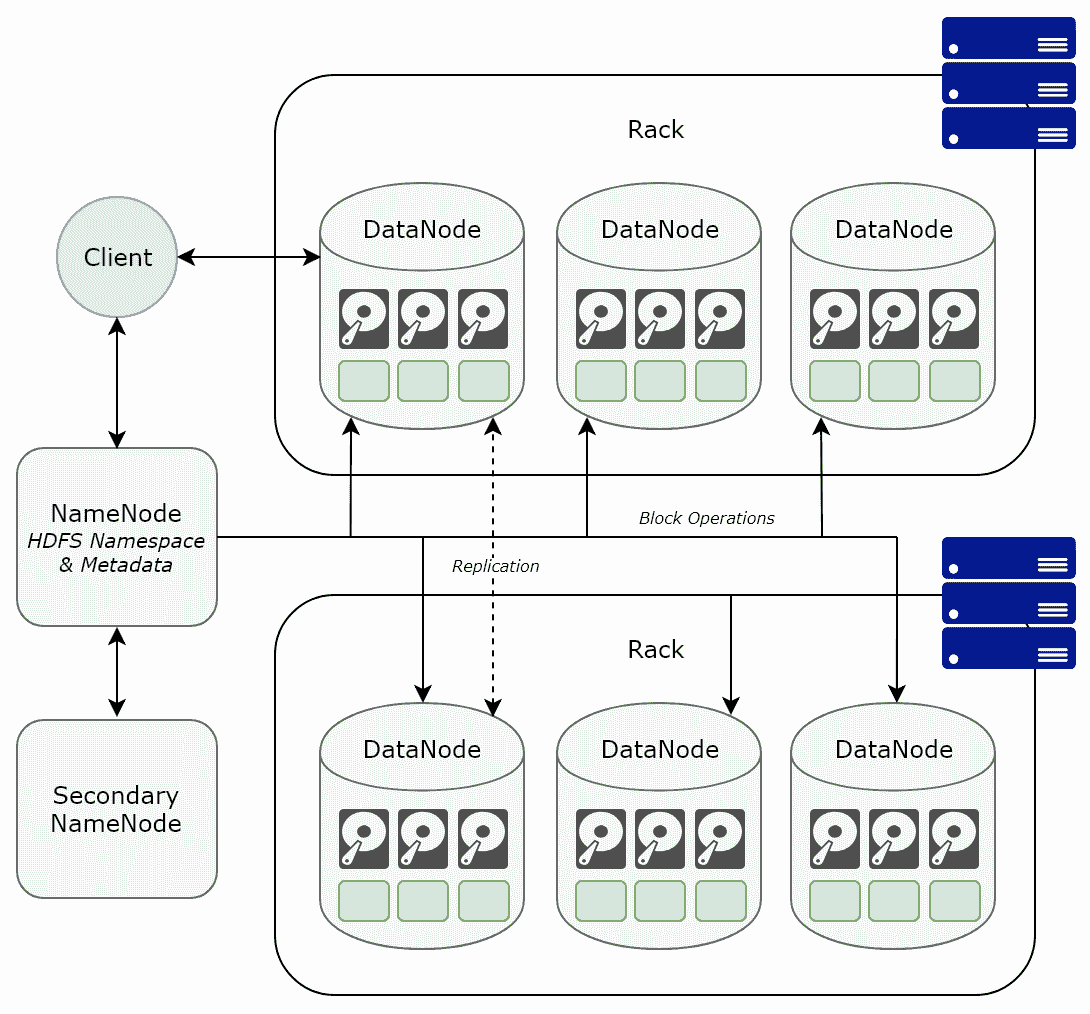 Rack
DataNode
DataNode
DataNode
Client
NameNode
HDFS Namespace
& Metadata
Block Operations
Replication
Rack
DataNode
DataNode
DataNode
Secondary
NameNode